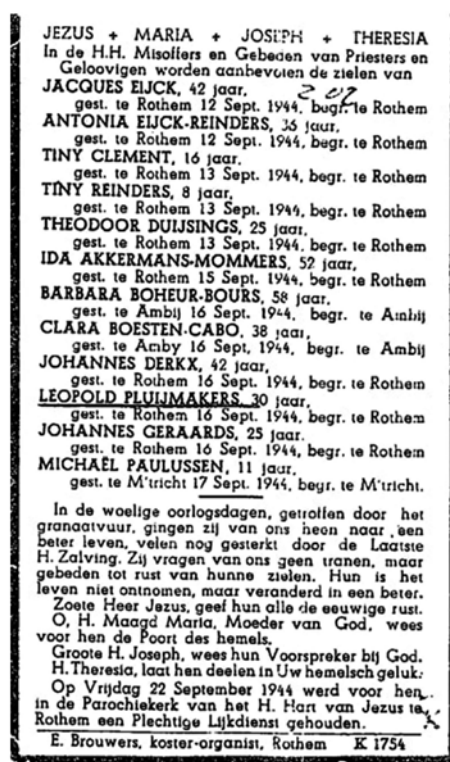 JEZUS + MARIA + JOSEPH + THERESIA
In de H.H. Misoffers en Gebeden van Priesters en
Geloovigen worden aanbevolen de zielen van
JACQUES EIJCK, 42 jaar,
gest. te Rothem 12 Sept. 1944, begr. te Rothem
ANTONIA EIJCK-REINDERS, 36 jaar,
gest. te Rothem 12 Sept. 1944, begr. te Rothem
TINY CLEMENT, 16 jaar.
gest. te Rothem 13 Sept. 1944, begr. te Rothem
TINY REINDERS, 8 jaar,
gest. te Rothem 13 Sept. 1944, begr. te Rothem
THEODOOR DUIJSINGS, 25 jaar,
gest. te Rothem 13 Sept. 1944, begr. te Rothem
IDA AKKERMANS-MOMMERS, 52 jaar,
gest. te Rothem 15 Sept. 1944, begr. te Rothem
BARBARA BOHEUR-BOURS, 58 jaar,
gest. te Ambij 16 Sept. 1944, begr. te Ambij
CLARA BOESTEN-CABO, 38 jaar,
gest. te Amby 16 Sept, 1944, begr. te Ambij
JOHANNES DERKX, 42 jaar,
gest. te Rothem 16 Sept. 1944, begr. te Rothem
LEOPOLD PLUIJMAKERS, 30 jaar,
gest. te Rothem 16 Sept. 1944, begr. te Rothem
JOHANNES GERAARDS, 25 jaar.
gest. te Rothem 16 Sept. 1944, begr. te Rothem
MICHAËL PAULUSSEN, 11 jaar,
gest. te M'tricht 17 Sept. 1944, begr. te M'tricht.
In de woelige oorlogsdagen, getroffen door het
granaatvuur, gingen zij van ons heen naar een
beter leven, velen nog gesterkt door de Laatste
H. Zalving. Zij vragen van ons geen tranen, maar
gebeden tot rust van hunne zielen. Hun is het
leven niet ontnomen, maar veranderd in een beter.
Zoete Heer Jezus, geef hun alle de eeuwige rust.
O, H. Maagd Maria, Moeder van God, wees
voor hen de Poort des hemels.
Groote H. Joseph, wees hun Voorspreker bij God.
H. Theresia, laat hen deelen in Uw hemelsch geluk.
Op Vrijdag 22 September 1944 werd voor hen
in de Parochiekerk van het H. Hart van Jezus te
Rothem een Plechtige Lijkdienst gehouden.
E. Brouwers, koster-organist, Rothem K 1754